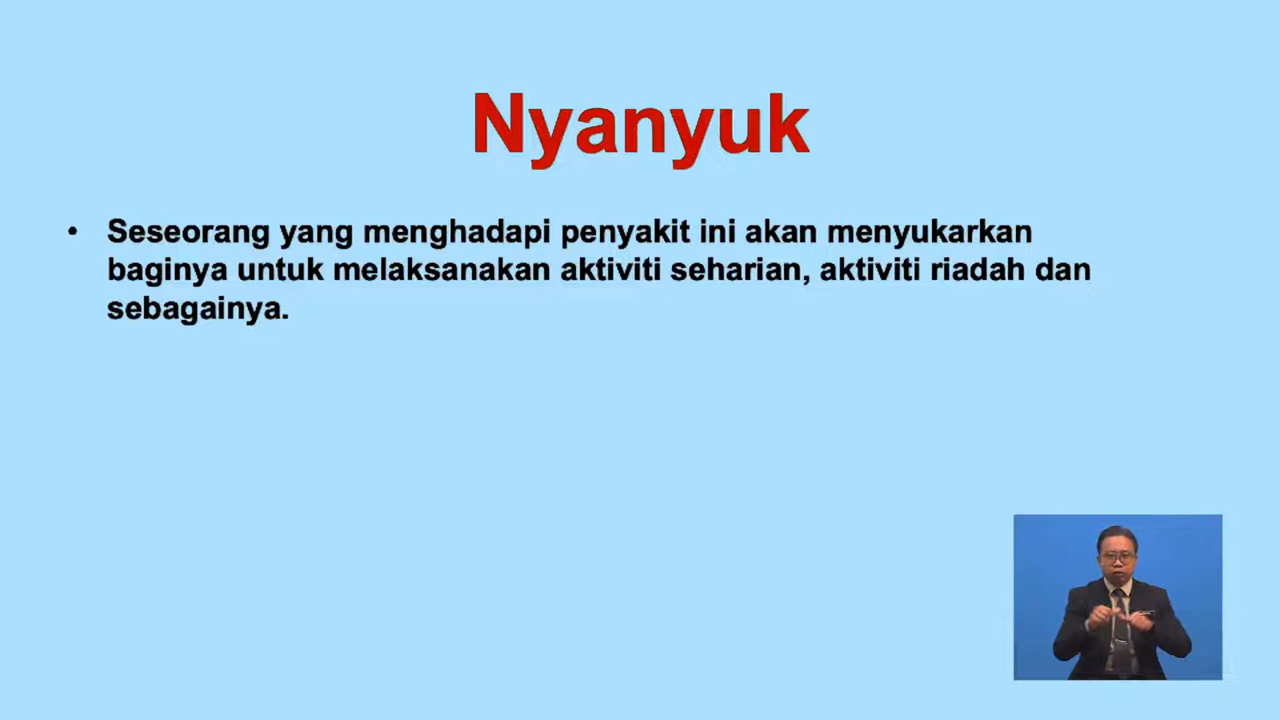 Nyanyuk
• Seseorang yang menghadapi penyakit ini akan menyukarkan
baginya untuk melaksanakan aktiviti seharian, aktiviti riadah dan
sebagainya.